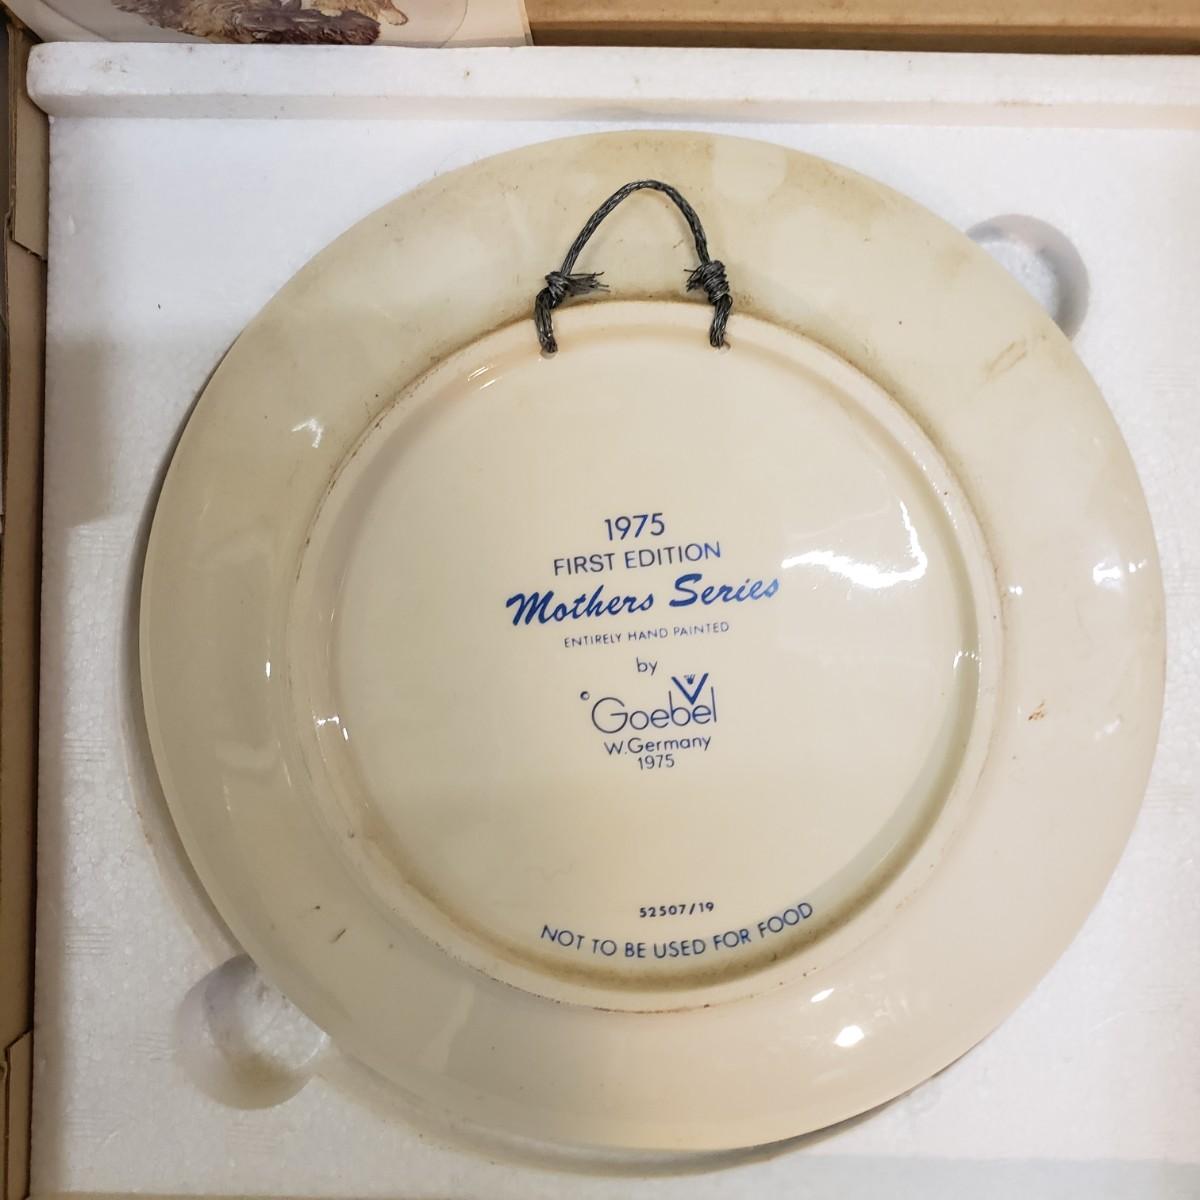 1975
FIRST EDITION
Mothers Series
ENTIRELY HAND PAINTED
by
Goebel
W.Germany
1975
52507/19
NOT TO BE USED FOR FOOD